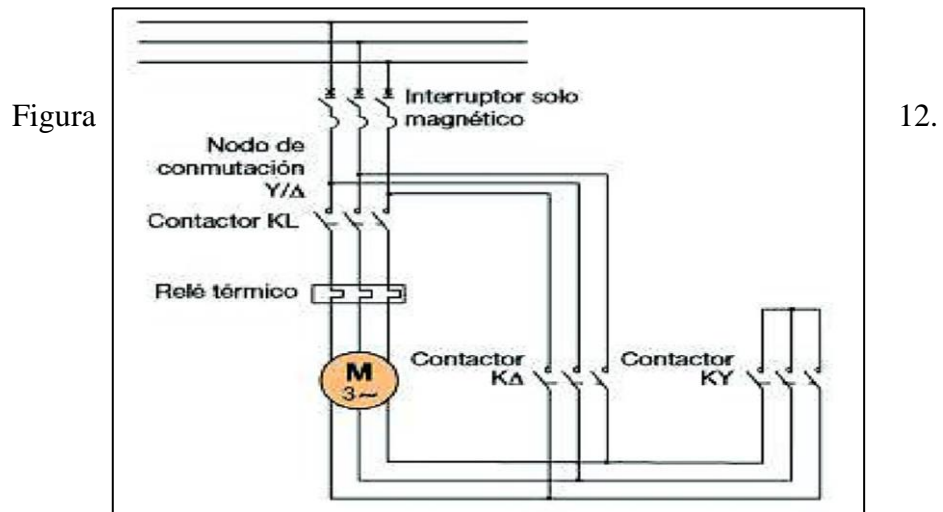 Figura 12.
Interruptor solo
magnético
Nodo de
conmutación
Y/Δ
Contactor KL
Relé térmico
M
3~
Contactor
KΔ
Contactor
KY